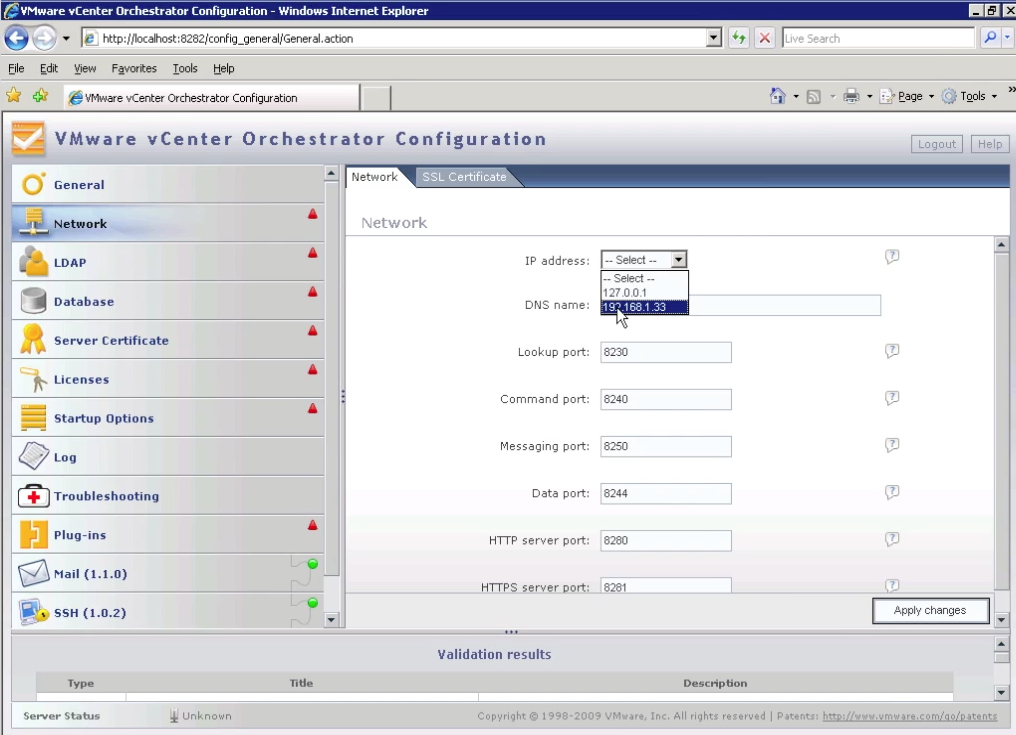 VMware vCenter Orchestrator Configuration - Windows Internet Explorer
http://localhost:8282/config_general/General.action
Live Search
File Edit View Favorites Tools Help
VMware vCenter Orchestrator Configuration
Page Tools
VMware vCenter Orchestrator Configuration
Logout Help
General
Network
LDAP
Database
Server Certificate
Licenses
Startup Options
Log
Troubleshooting
Plug-ins
Mail (1.1.0)
SSH (1.0.2)
Network SSL Certificate
Network
IP address: -- Select --
-- Select --
127.0.0.1
192.168.1.33
DNS name:
Lookup port: 8230
Command port: 8240
Messaging port: 8250
Data port: 8244
HTTP server port: 8280
HTTPS server port: 8281
Apply changes
Validation results
Type Title Description
Server Status Unknown Copyright © 1998-2009 VMware, Inc. All rights reserved | Patents: http://www.vmware.com/go/patents